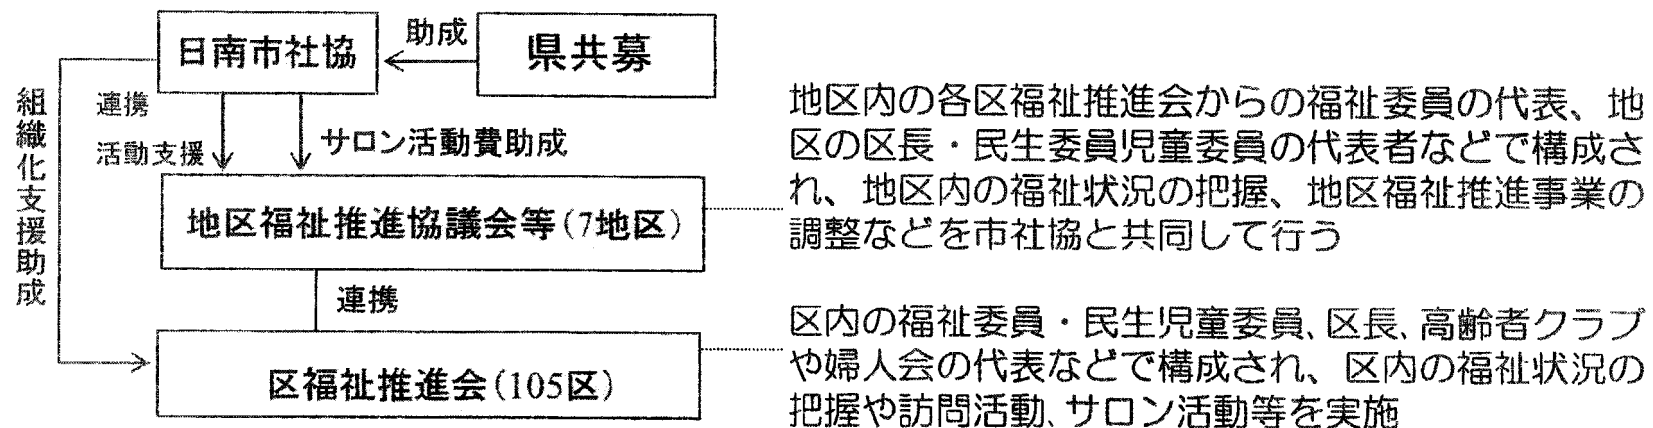 日南市社協
助成
県共募
組織化支援助成
連携
活動支援
サロン活動費助成
地区福祉推進協議会等(7地区)
連携
区福祉推進会(105区)
地区内の各区福祉推進会からの福祉委員の代表、地
区の区長・民生委員児童委員の代表者などで構成さ
れ、地区内の福祉状況の把握、地区福祉推進事業の
調整などを市社協と共同して行う
区内の福祉委員・民生児童委員、区長、高齢者クラブ
や婦人会の代表などで構成され、区内の福祉状況の
把握や訪問活動、サロン活動等を実施